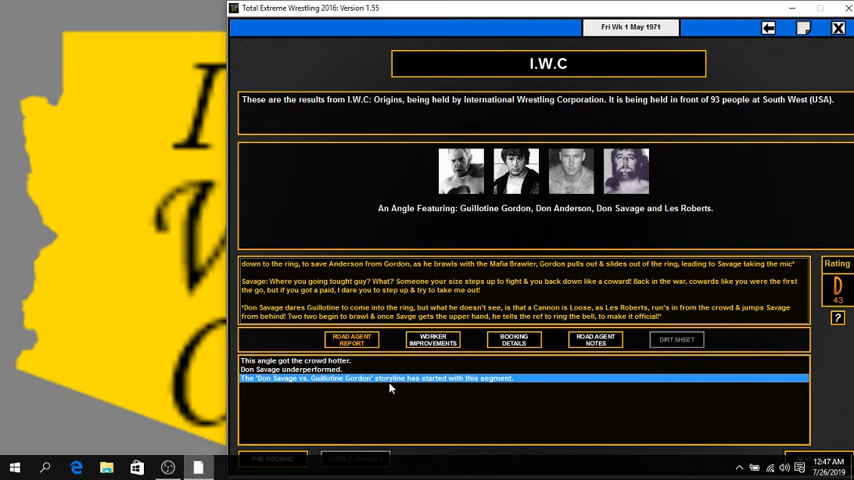 Total Extreme Wrestling 2016: Version 1.55
Fri Wk 1 May 1971
I.W.C
These are the results from I.W.C: Origins, being held by International Wrestling Corporation. It is being held in front of 93 people at South West (USA).
An Angle Featuring: Guillotine Gordon, Don Anderson, Don Savage and Les Roberts.
down to the ring, to save Anderson from Gordon, as he brawls with the Mafia Brawler, Gordon pulls out & slides out of the ring, leading to Savage taking the mic*
Savage: Where you going tought guy? What? Someone your size steps up to fight & you back down like a coward! Back in the war, cowards like you were the first
the go, but if you got a paid, I dare you to step up & try to take me out!
*Don Savage dares Guillotine to come into the ring, but what he doesn't see, is that a Cannon is Loose, as Les Roberts, run's in from the crowd & jumps Savage
from behind! Two two begin to brawl & once Savge gets the upper hand, he tells the ref to ring the bell, to make it official*
Rating
D
43
?
ROAD AGENT
REPORT
WORKER
IMPROVEMENTS
BOOKING
DETAILS
ROAD AGENT
NOTES
DIRT SHEET
This angle got the crowd hotter.
Don Savage underperformed.
The 'Don Savage vs. Guillotine Gordon' storyline has started with this segment.
I
W
PRE BOOKING
12:47 AM
7/26/2019